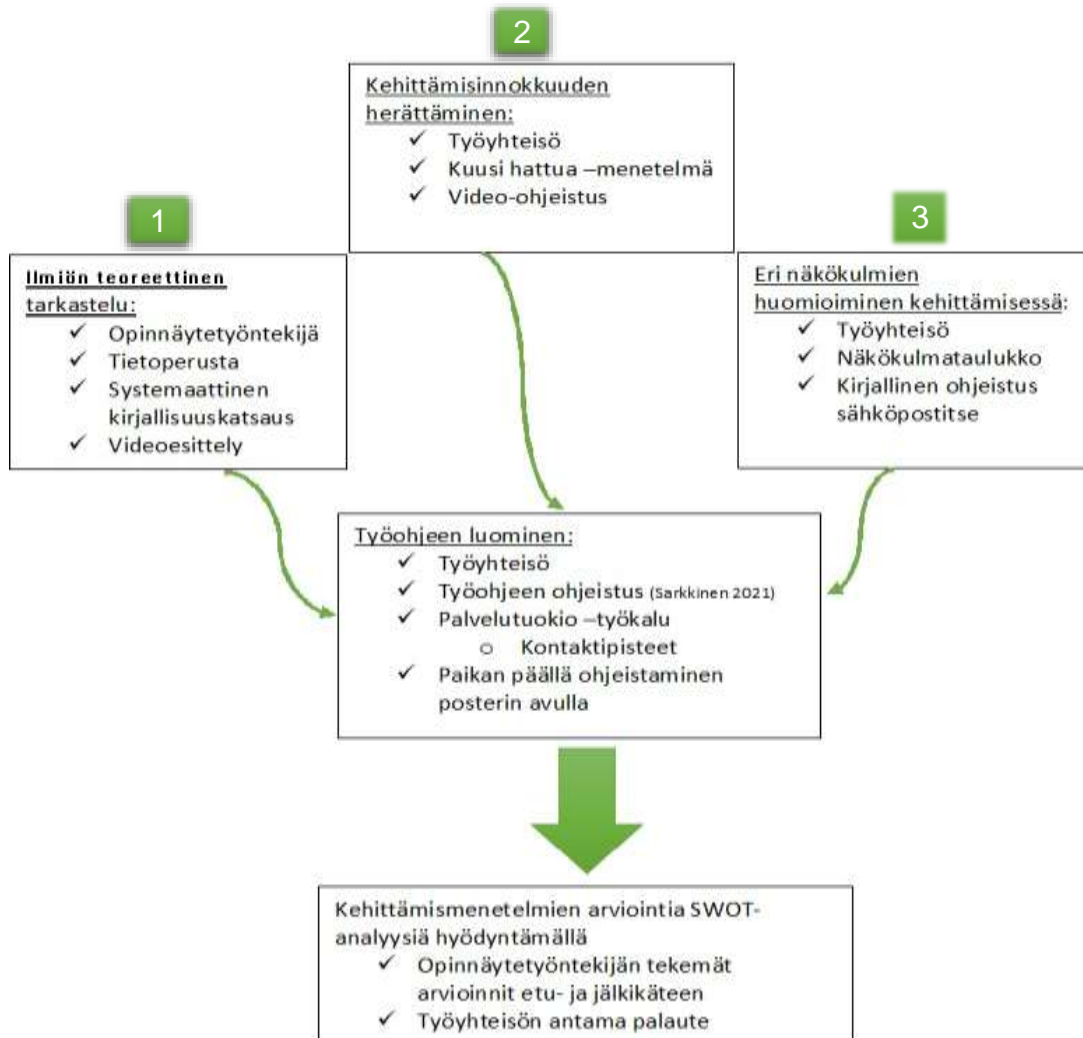 1
Ilmiön teoreettinen
tarkastelu:
✓ Opinnäytetyöntekijä
✓ Tietoperusta
✓ Systemaattinen
kirjallisuuskatsaus
✓ Videoesittely
2
Kehittämisinnokkuuden
herättäminen:
✓ Työyhteisö
✓ Kuusi hattua –menetelmä
✓ Video-ohjeistus
3
Eri näkökulmien
huomioiminen kehittämisessä:
✓ Työyhteisö
✓ Näkökulmataulukko
✓ Kirjallinen ohjeistus
sähköpostitse
Työohjeen luominen:
✓ Työyhteisö
✓ Työohjeen ohjeistus (Sarkkinen 2021)
✓ Palvelutuokio –työkalu
o Kontaktipisteet
✓ Paikan päällä ohjeistaminen
posterin avulla
Kehittämismenetelmien arviointia SWOT-
analyysiä hyödyntämällä
✓ Opinnäytetyöntekijän tekemät
arvioinnit etu- ja jälkikäteen
✓ Työyhteisön antama palaute